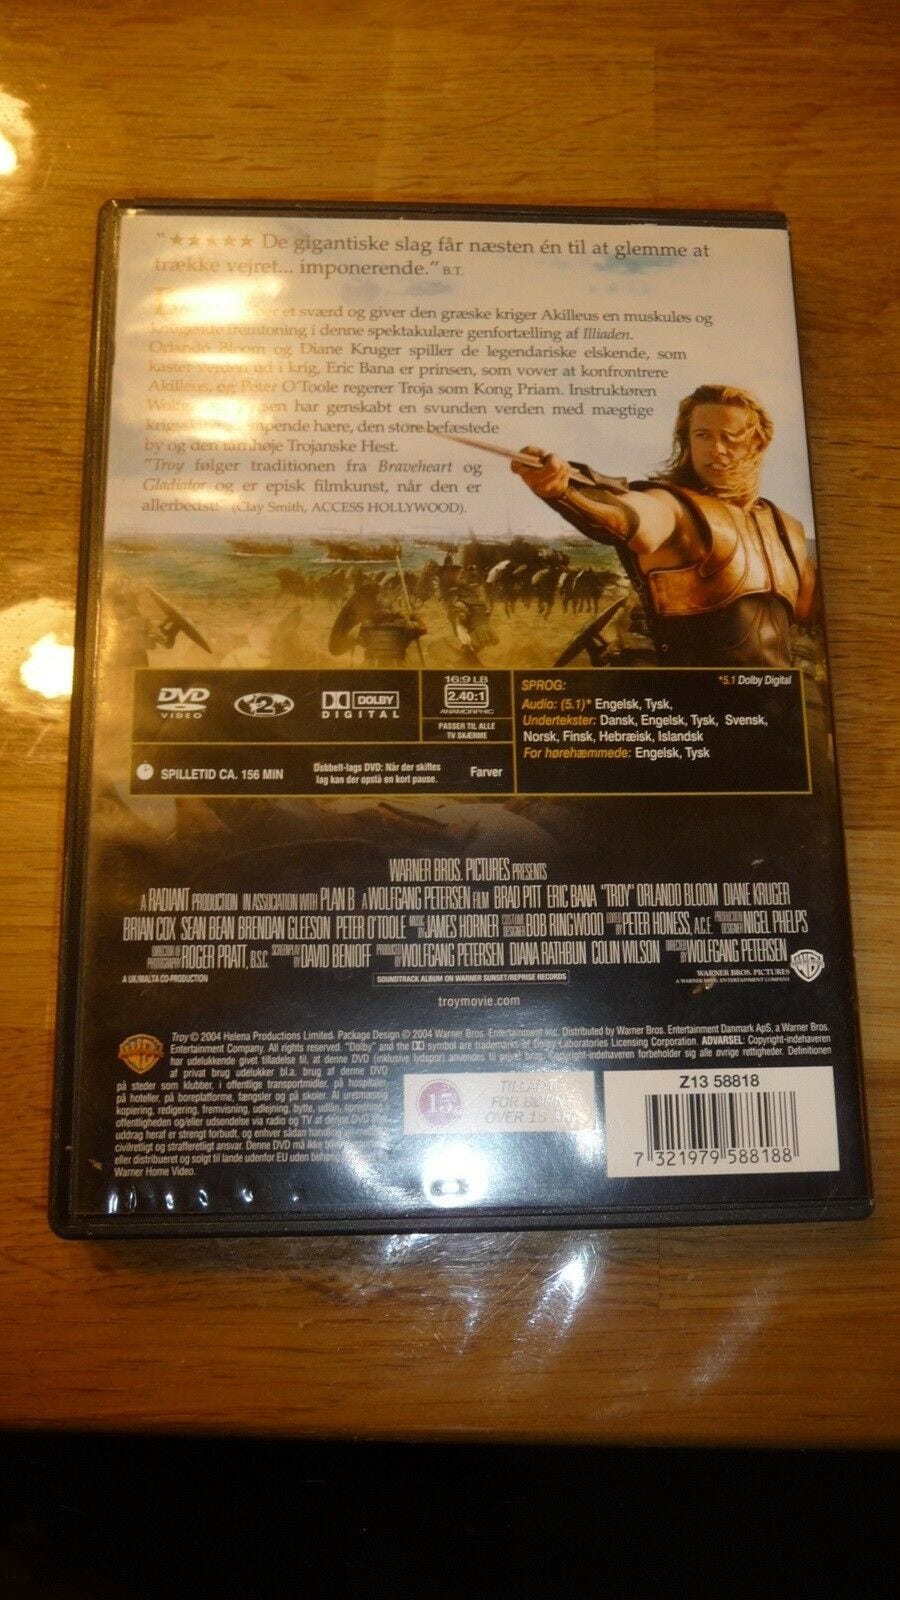 "★★★★★ De gigantiske slag får næsten én til at glemme at
trække vejret... imponerende." B.T.
et sværd og giver den græske kriger Akilleus en muskuløs og
fremtoning i denne spektakulære genfortælling af Illiaden.
Orlando Bloom og Diane Kruger spiller de legendariske elskende, som
kaster verden ud i krig, Eric Bana er prinsen, som vover at konfrontere
Akilleus, og Peter O'Toole regerer Troja som Kong Priam. Instruktøren
har genskabt en svunden verden med mægtige
kæmpende hære, den store befæstede
by og den tårnhøje Trojanske Hest.
"Troy følger traditionen fra Braveheart og
Gladiator og er episk filmkunst, når den er
allerbedst!" (Clay Smith, ACCESS HOLLYWOOD).
DVD VIDEO
2
DOLBY DIGITAL
16:9 LB
2.40:1
ANAMORPHIC
PASSER TIL ALLE
TV SKÆRME
SPILLETID CA. 156 MIN
Dobbelt-lags DVD: Når der skiftes
lag kan der opstå en kort pause.
Farver
SPROG:
*5.1 Dolby Digital
Audio: (5.1)* Engelsk, Tysk,
Undertekster: Dansk, Engelsk, Tysk, Svensk,
Norsk, Finsk, Hebræisk, Islandsk
For hørehæmmede: Engelsk, Tysk
WARNER BROS. PICTURES PRESENTS
A RADIANT PRODUCTION IN ASSOCIATION WITH PLAN B A WOLFGANG PETERSEN FILM BRAD PITT ERIC BANA "TROY" ORLANDO BLOOM DIANE KRUGER
BRIAN COX SEAN BEAN BRENDAN GLEESON PETER O'TOOLE MUSIC BY JAMES HORNER COSTUME DESIGNER BOB RINGWOOD EDITED BY PETER HONESS, A.C.E. PRODUCTION DESIGNER NIGEL PHELPS
DIRECTOR OF PHOTOGRAPHY ROGER PRATT, B.S.C. SCREENPLAY BY DAVID BENIOFF PRODUCED BY WOLFGANG PETERSEN DIANA RATHBUN COLIN WILSON DIRECTED BY WOLFGANG PETERSEN
A UK/MALTA CO-PRODUCTION
SOUNDTRACK ALBUM ON WARNER SUNSET/REPRISE RECORDS
WARNER BROS. PICTURES
A WARNER BROS. ENTERTAINMENT COMPANY
troymovie.com
Troy © 2004 Helena Productions Limited. Package Design © 2004 Warner Bros. Entertainment Inc. Distributed by Warner Bros. Entertainment Danmark ApS, a Warner Bros.
Entertainment Company. All rights reserved. "Dolby" and the symbol are trademarks of Dolby Laboratories Licensing Corporation. ADVARSEL: Copyright-indehaveren
har udelukkende givet tilladelse til, at denne DVD (inklusive lydspor) anvendes til privat brug. Copyright-indehaveren forbeholder sig alle øvrige rettigheder. Definitionen
af privat brug udelukker bl.a. brug af denne DVD
på steder som klubber, i offentlige transportmidler, på hospitaler,
på hoteller, på boreplatforme, fængsler og på skoler. Al uretmæssig
kopiering, redigering, fremvisning, udlejning, bytte, udlån, spredning i
offentligheden og/eller udsendelse via radio og TV af denne DVD eller
uddrag heraf er strengt forbudt, og enhver sådan handling
civilretligt og strafferetligt ansvar. Denne DVD må ikke
eller distribueret og solgt til lande udenfor EU uden
Warner Home Video.
15
TILLADT
FOR BØRN
OVER 15 ÅR
Z13 58818
7 321979 588188